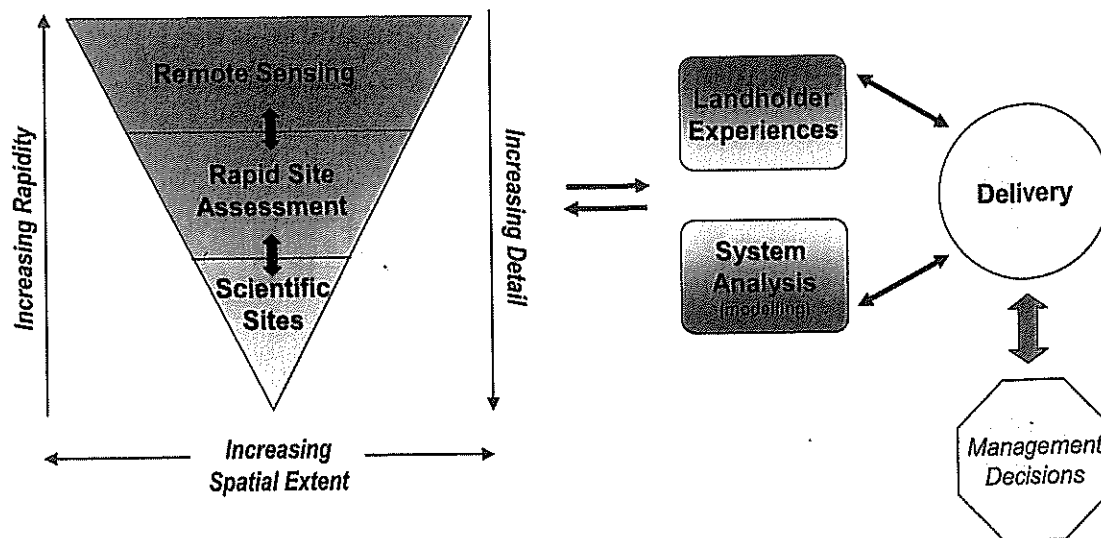 Increasing Rapidity
Remote Sensing
Rapid Site
Assessment
Scientific
Sites
Increasing Detail
Increasing
Spatial Extent
Landholder
Experiences
System
Analysis
(modelling)
Delivery
Management
Decisions